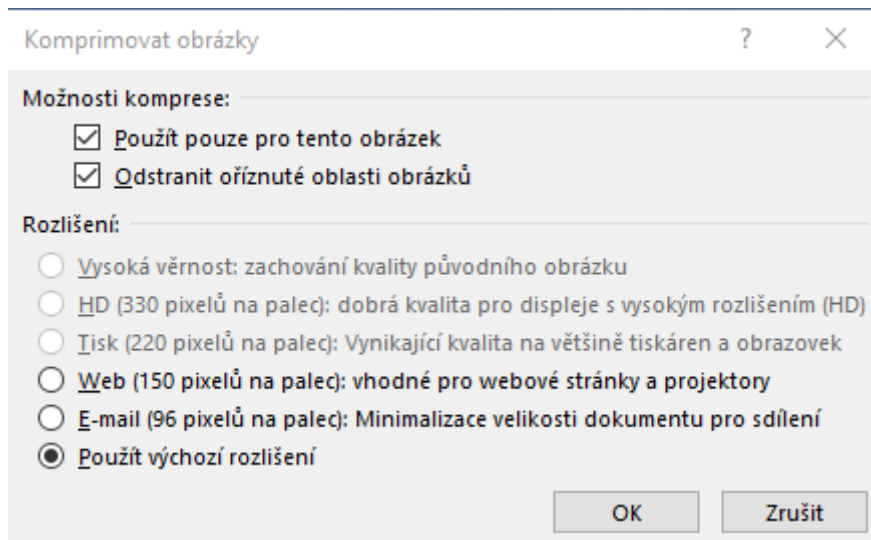 Komprimovat obrázky ?
Možnosti komprese:
Použít pouze pro tento obrázek
Odstranit oříznuté oblasti obrázků
Rozlišení:
Vysoká věrnost: zachování kvality původního obrázku
HD (330 pixelů na palec): dobrá kvalita pro displeje s vysokým rozlišením (HD)
Tisk (220 pixelů na palec): Vynikající kvalita na většině tiskáren a obrazovek
Web (150 pixelů na palec): vhodné pro webové stránky a projektory
E-mail (96 pixelů na palec): Minimalizace velikosti dokumentu pro sdílení
Použít výchozí rozlišení
OK Zrušit